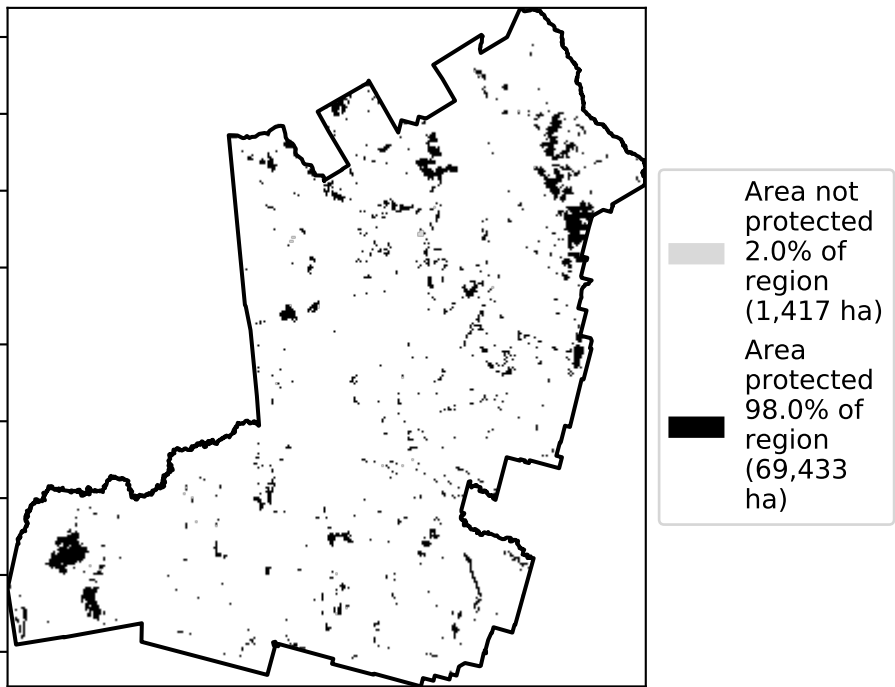 Area not
protected
2.0% of
region
(1,417 ha)
Area
protected
98.0% of
region
(69,433
ha)